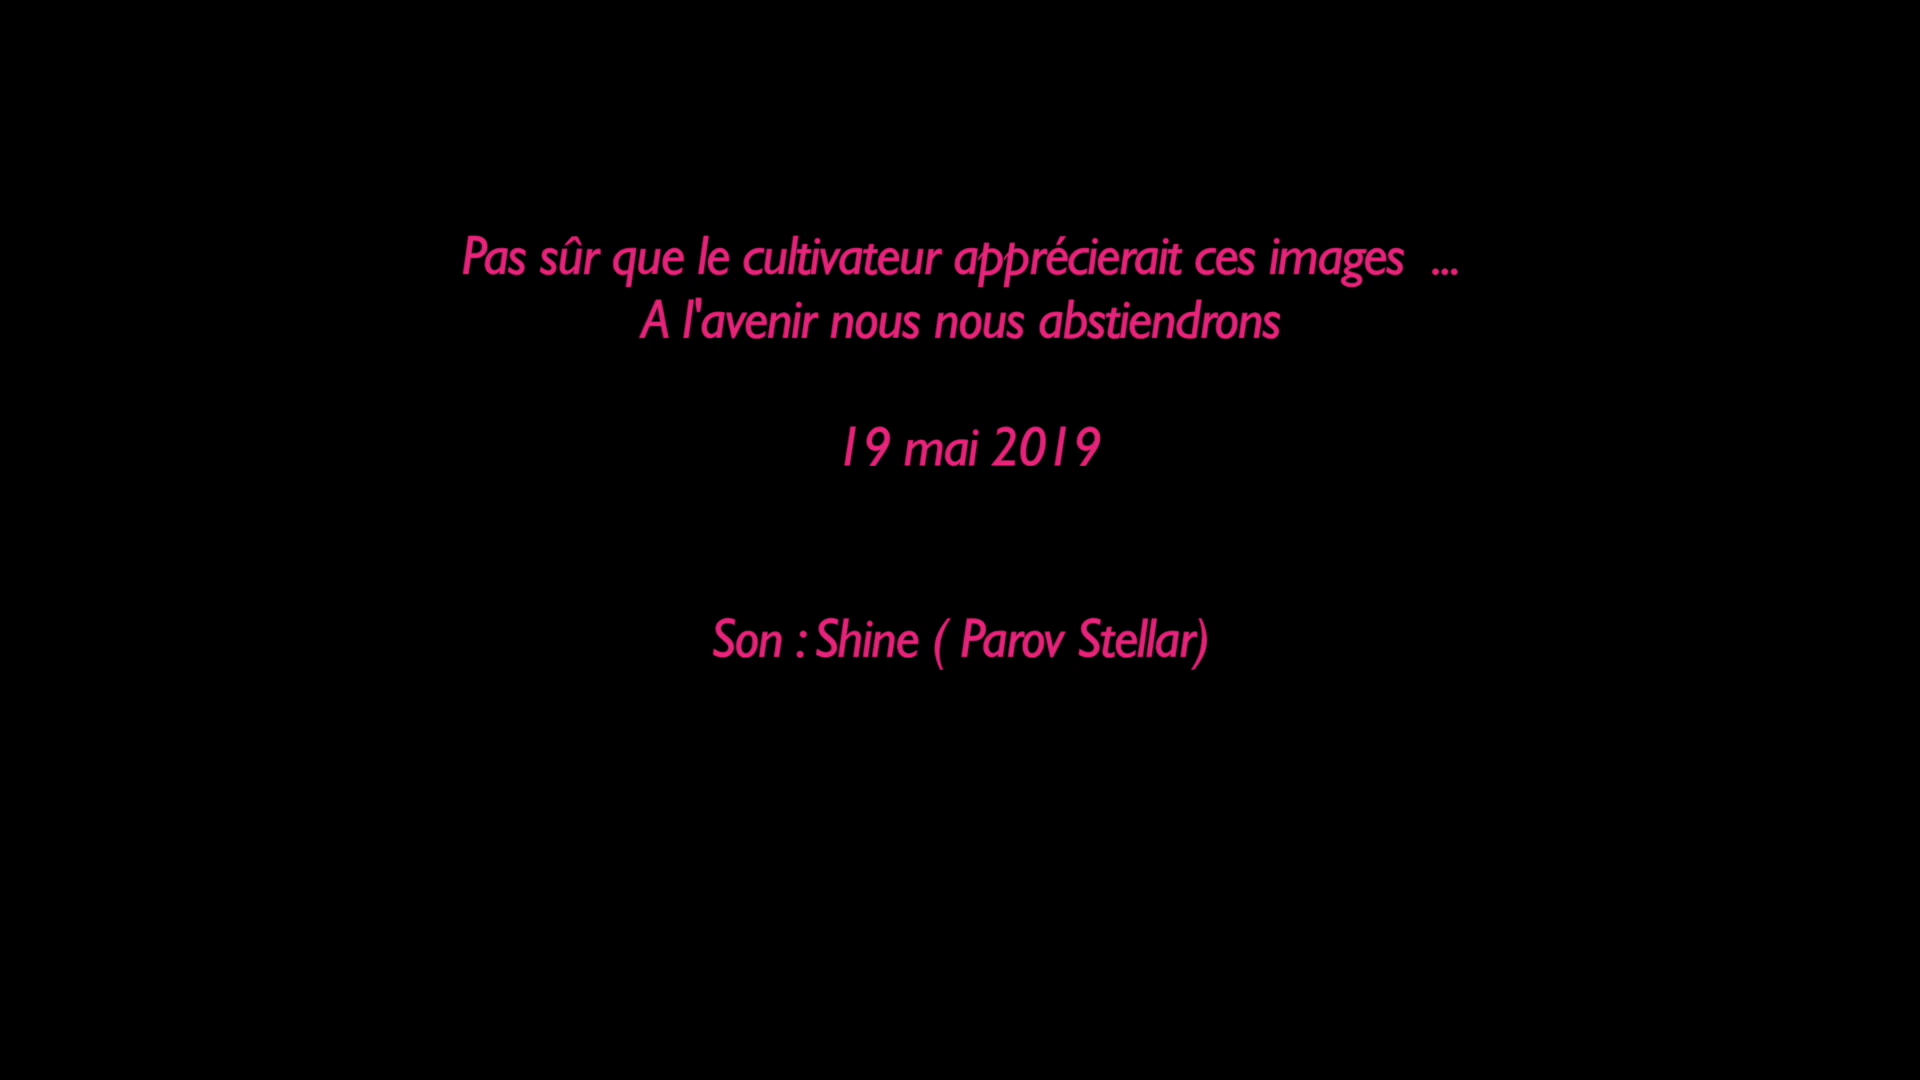 Pas sûr que le cultivateur apprécierait ces images  ...
A l'avenir nous nous abstiendrons
19 mai 2019
Son : Shine ( Parov Stellar)